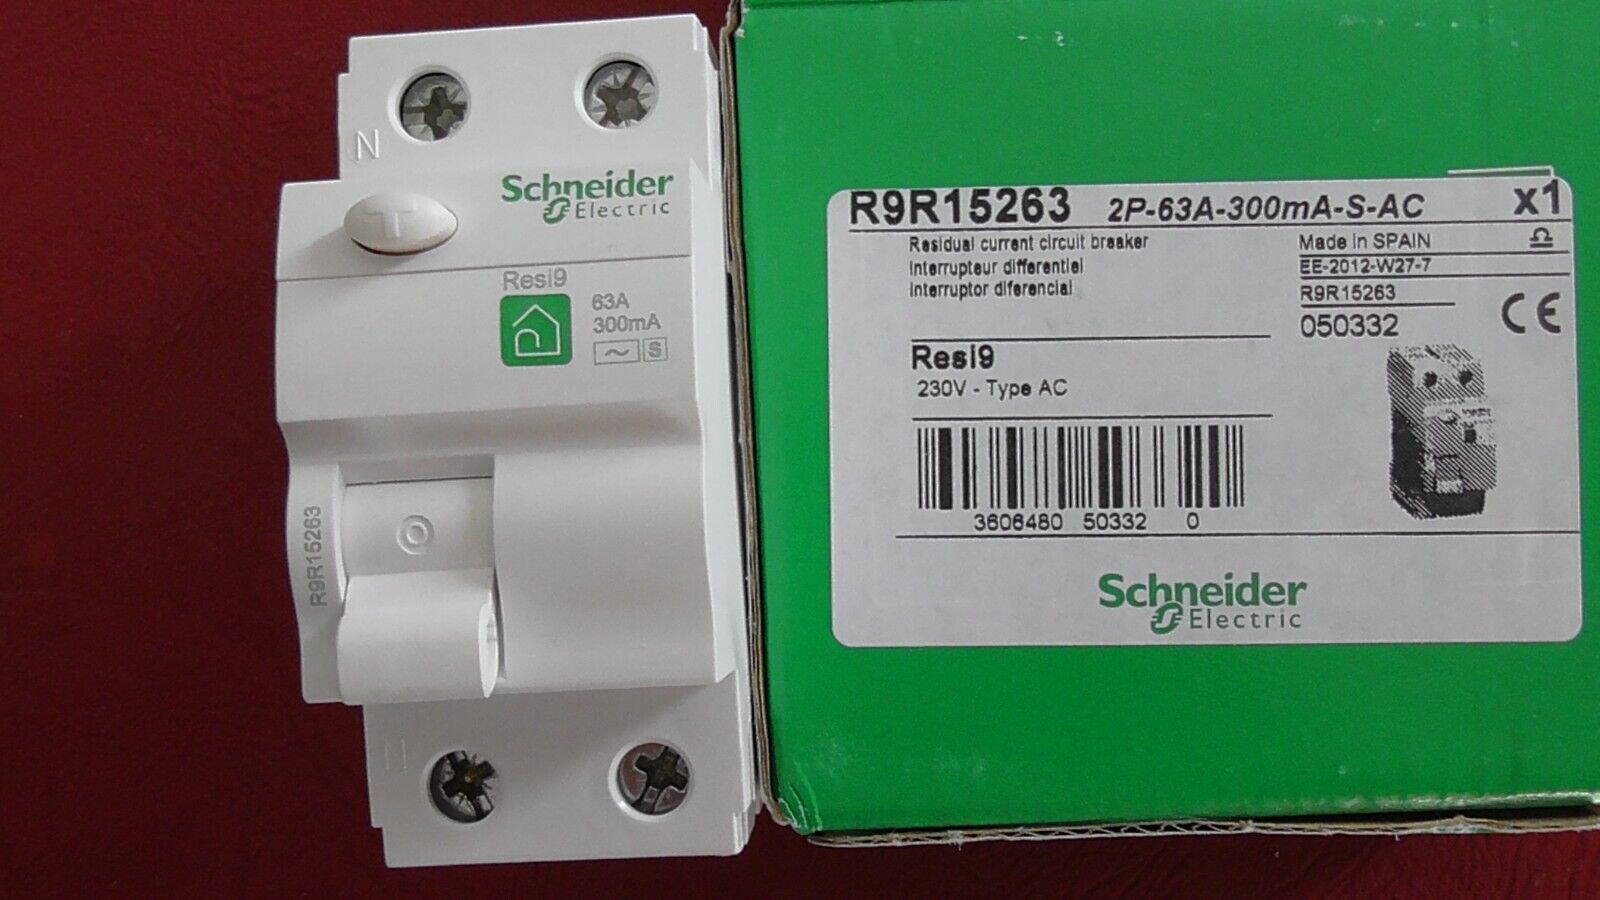 N
T
Schneider
Electric
Resi9
63A
300mA
S
R9R15263
N
R9R15263 2P-63A-300mA-S-AC x1
Residual current circuit breaker
Interrupteur différentiel
Interruptor diferencial
Made in SPAIN
EE-2012-W27-7
R9R15263
050332
CE
Resi9
230V - Type AC
3606480 50332 0
Schneider
Electric